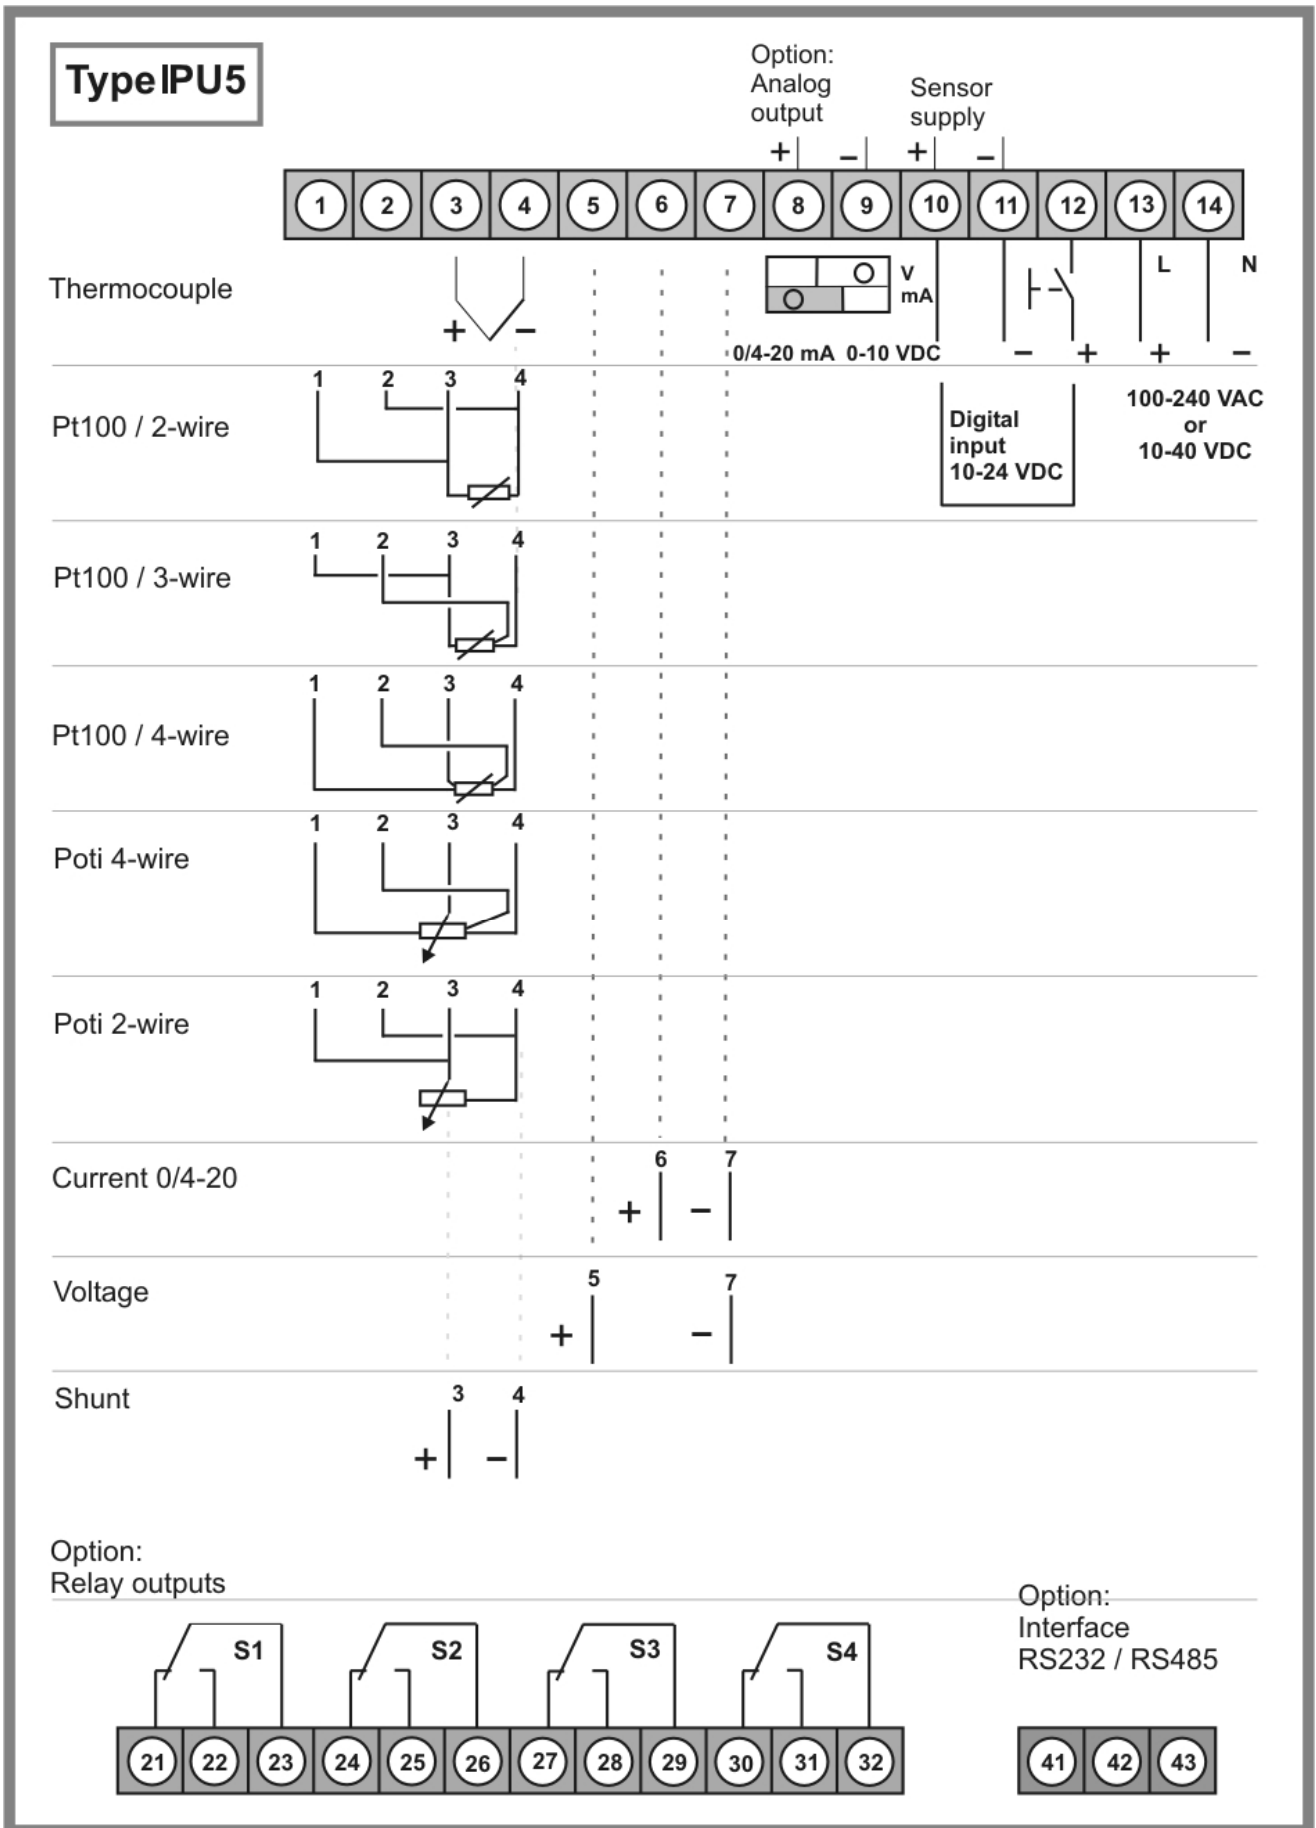 Type IPU5
Option:
Analog
output
Sensor
supply
+ − + −
1 2 3 4 5 6 7 8 9 10 11 12 13 14
Thermocouple
+ −
V
mA
0/4-20 mA 0-10 VDC
L N
− + + −
Digital
input
10-24 VDC
100-240 VAC
or
10-40 VDC
1 2 3 4
Pt100 / 2-wire
1 2 3 4
Pt100 / 3-wire
1 2 3 4
Pt100 / 4-wire
1 2 3 4
Poti 4-wire
1 2 3 4
Poti 2-wire
6 7
Current 0/4-20
+ −
5 7
Voltage
+ −
3 4
Shunt
+ −
Option:
Relay outputs
Option:
Interface
RS232 / RS485
S1 S2 S3 S4
21 22 23 24 25 26 27 28 29 30 31 32
41 42 43